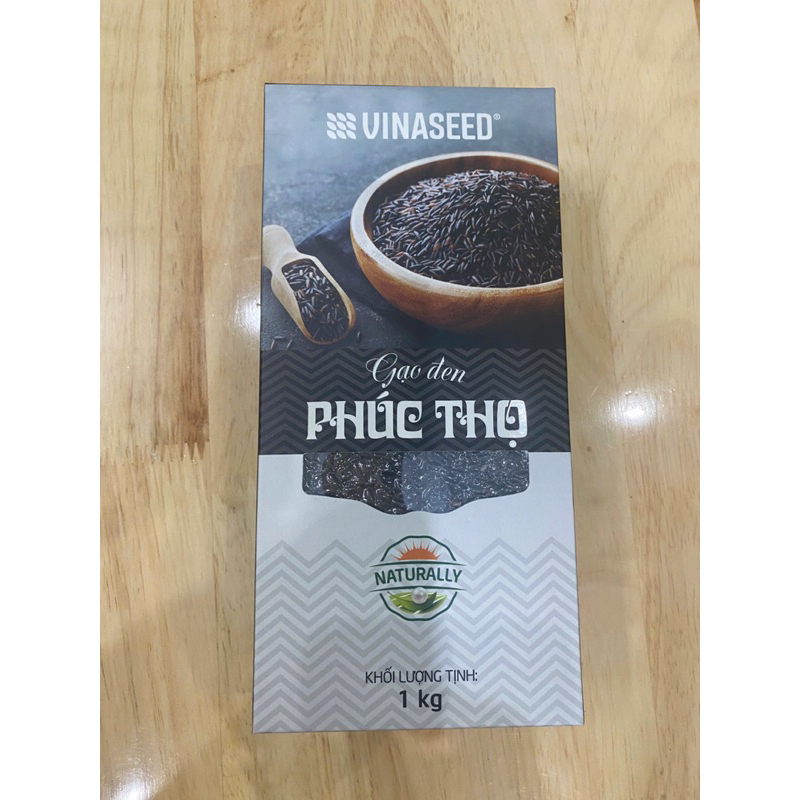 VINASEED®
Gạo đen
PHÚC THỌ
NATURALLY
KHỐI LƯỢNG TỊNH:
1 kg